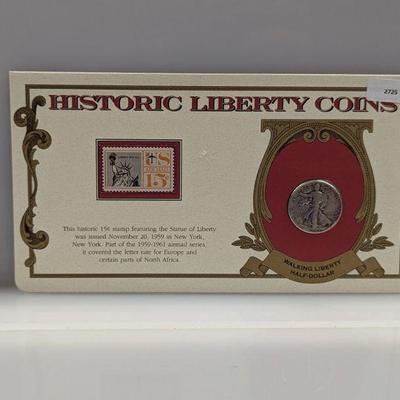 2725
HISTORIC LIBERTY COINS
US
15¢
This historic 15¢ stamp featuring the Statue of Liberty
was issued November 20, 1959 in New York,
New York. Part of the 1959-1961 airmail series,
it covered the letter rate for Europe and
certain parts of North Africa.
WALKING LIBERTY
HALF-DOLLAR